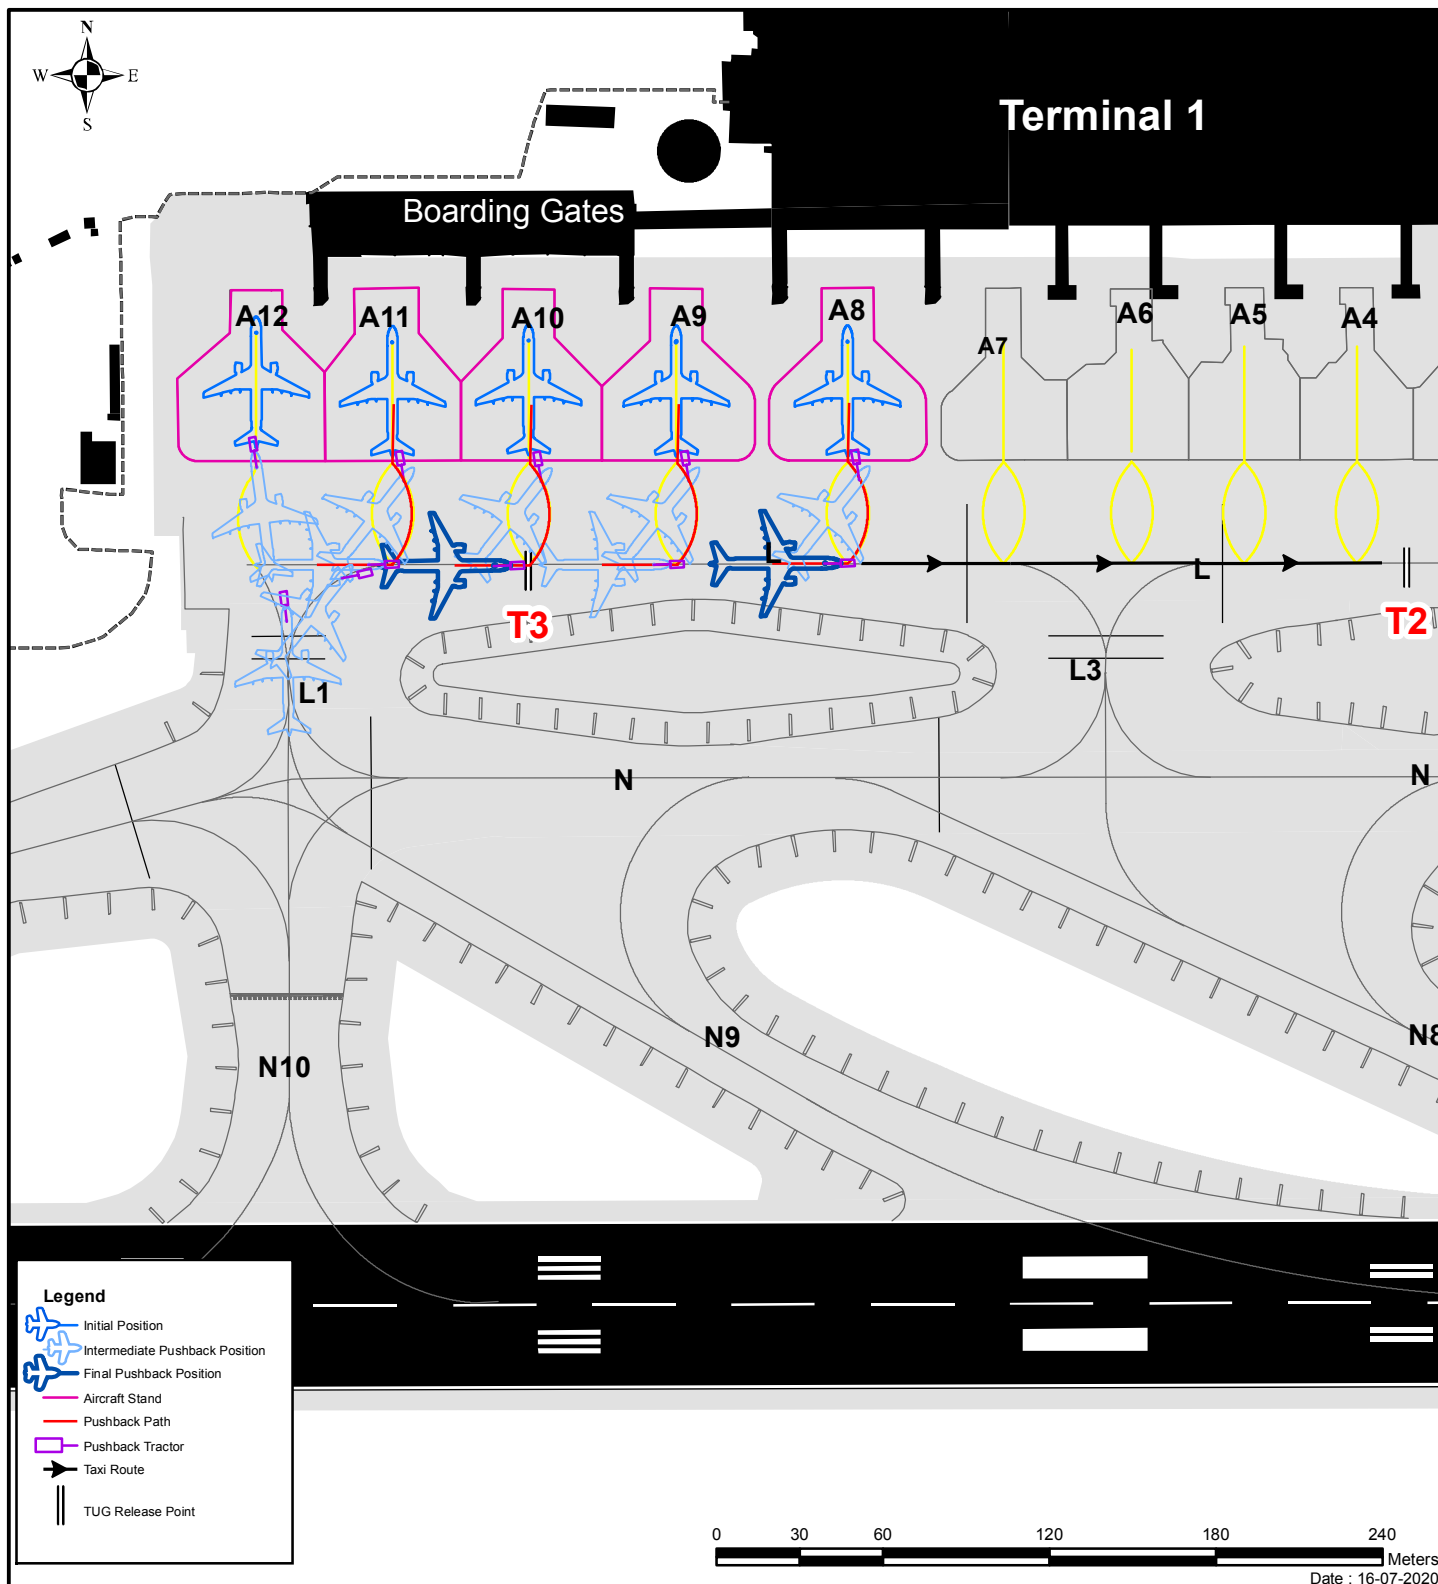 N
W E
S
Terminal 1
Boarding Gates
A12 A11 A10 A9 A8 A6 A5 A4
A7
L L
T3 T2
L1 L3
N N
N9 N8
N10
Legend
Initial Position
Intermediate Pushback Position
Final Pushback Position
Aircraft Stand
Pushback Path
Pushback Tractor
Taxi Route
TUG Release Point
0 30 60 120 180 240
Meters
Date : 16-07-2020